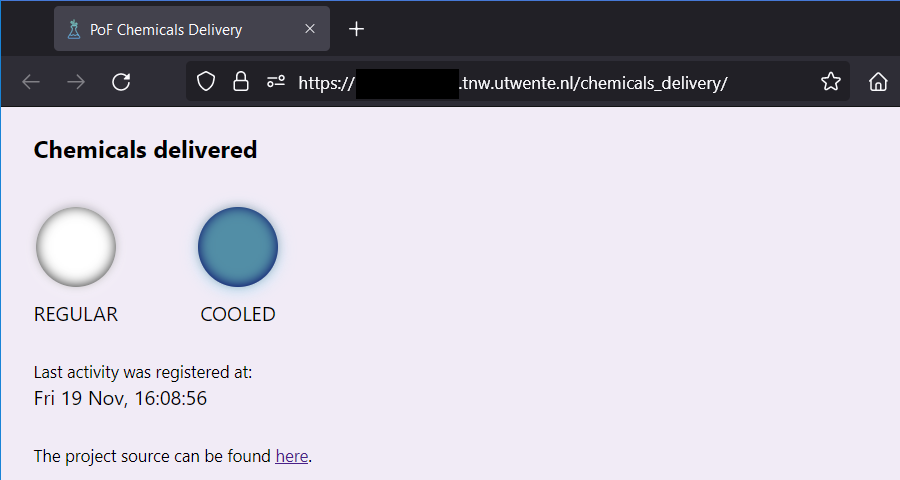 PoF Chemicals Delivery
https:// .tnw.utwente.nl/chemicals_delivery/
Chemicals delivered
REGULAR COOLED
Last activity was registered at:
Fri 19 Nov, 16:08:56
The project source can be found here.